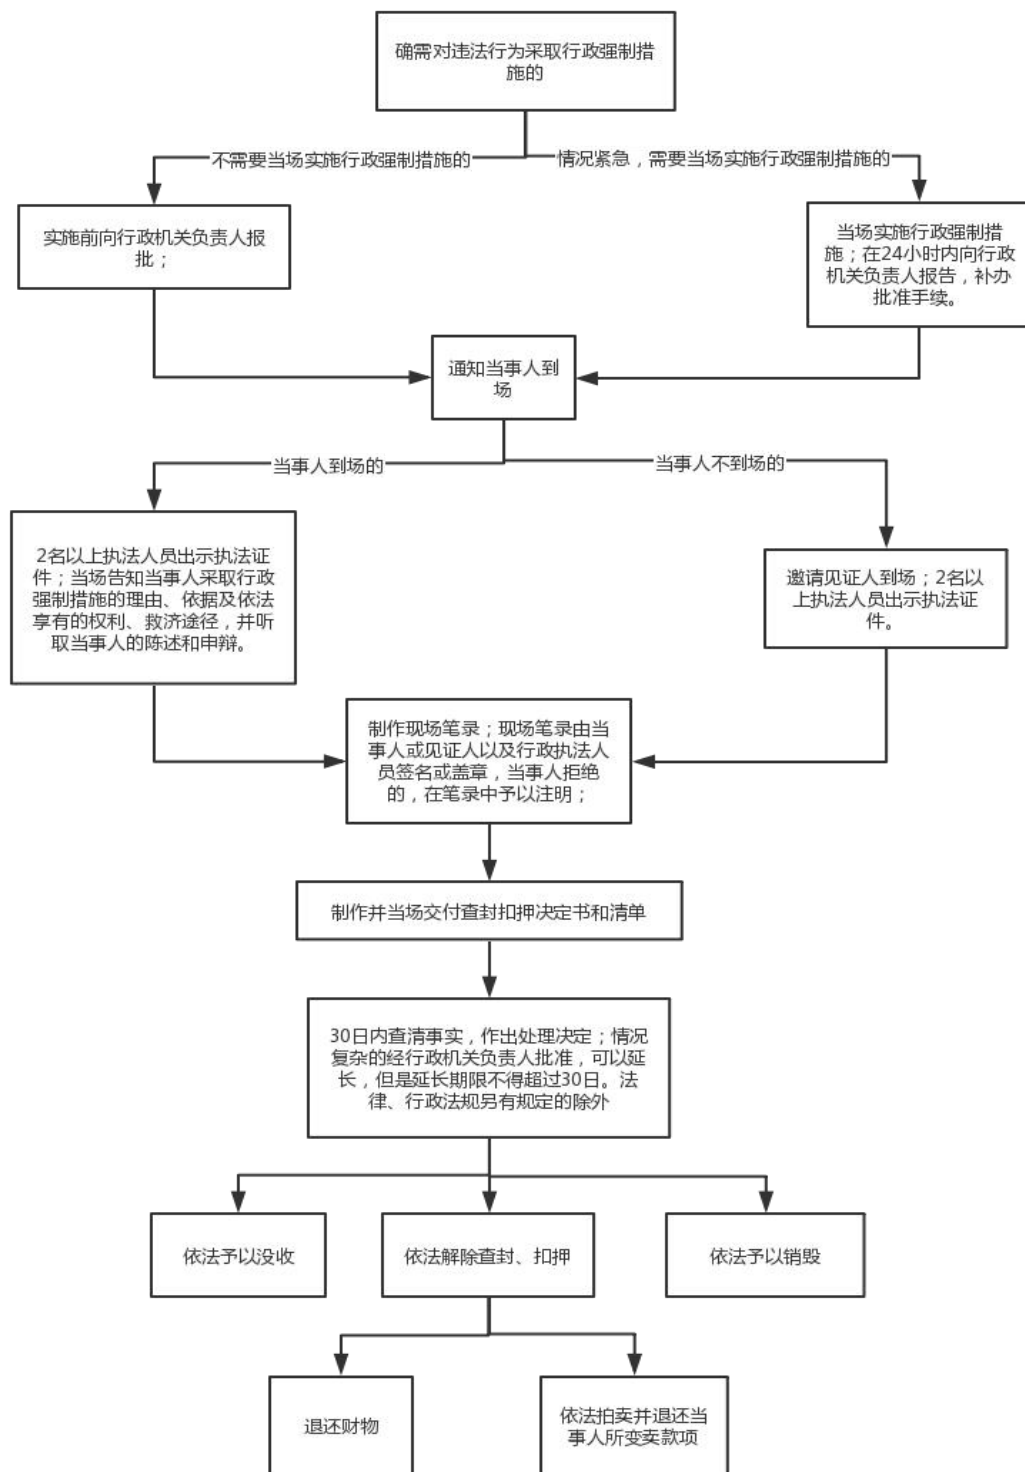 确需对违法行为采取行政强制措
施的
不需要当场实施行政强制措施的
情况紧急，需要当场实施行政强制措施的
实施前向行政机关负责人报
批；
当场实施行政强制措
施；在24小时内向行政
机关负责人报告，补办
批准手续。
通知当事人到
场
当事人到场的
当事人不到场的
2名以上执法人员出示执法证
件；当场告知当事人采取行政
强制措施的理由、依据及依法
享有的权利、救济途径，并听
取当事人的陈述和申辩。
邀请见证人到场；2名以
上执法人员出示执法证
件。
制作现场笔录；现场笔录由当
事人或见证人以及行政执法人
员签名或盖章，当事人拒绝
的，在笔录中予以注明；
制作并当场交付查封扣押决定书和清单
30日内查清事实，作出处理决定；情况
复杂的经行政机关负责人批准，可以延
长，但是延长期限不得超过30日。法
律、行政法规另有规定的除外
依法予以没收
依法解除查封、扣押
依法予以销毁
退还财物
依法拍卖并退还当
事人所变卖款项